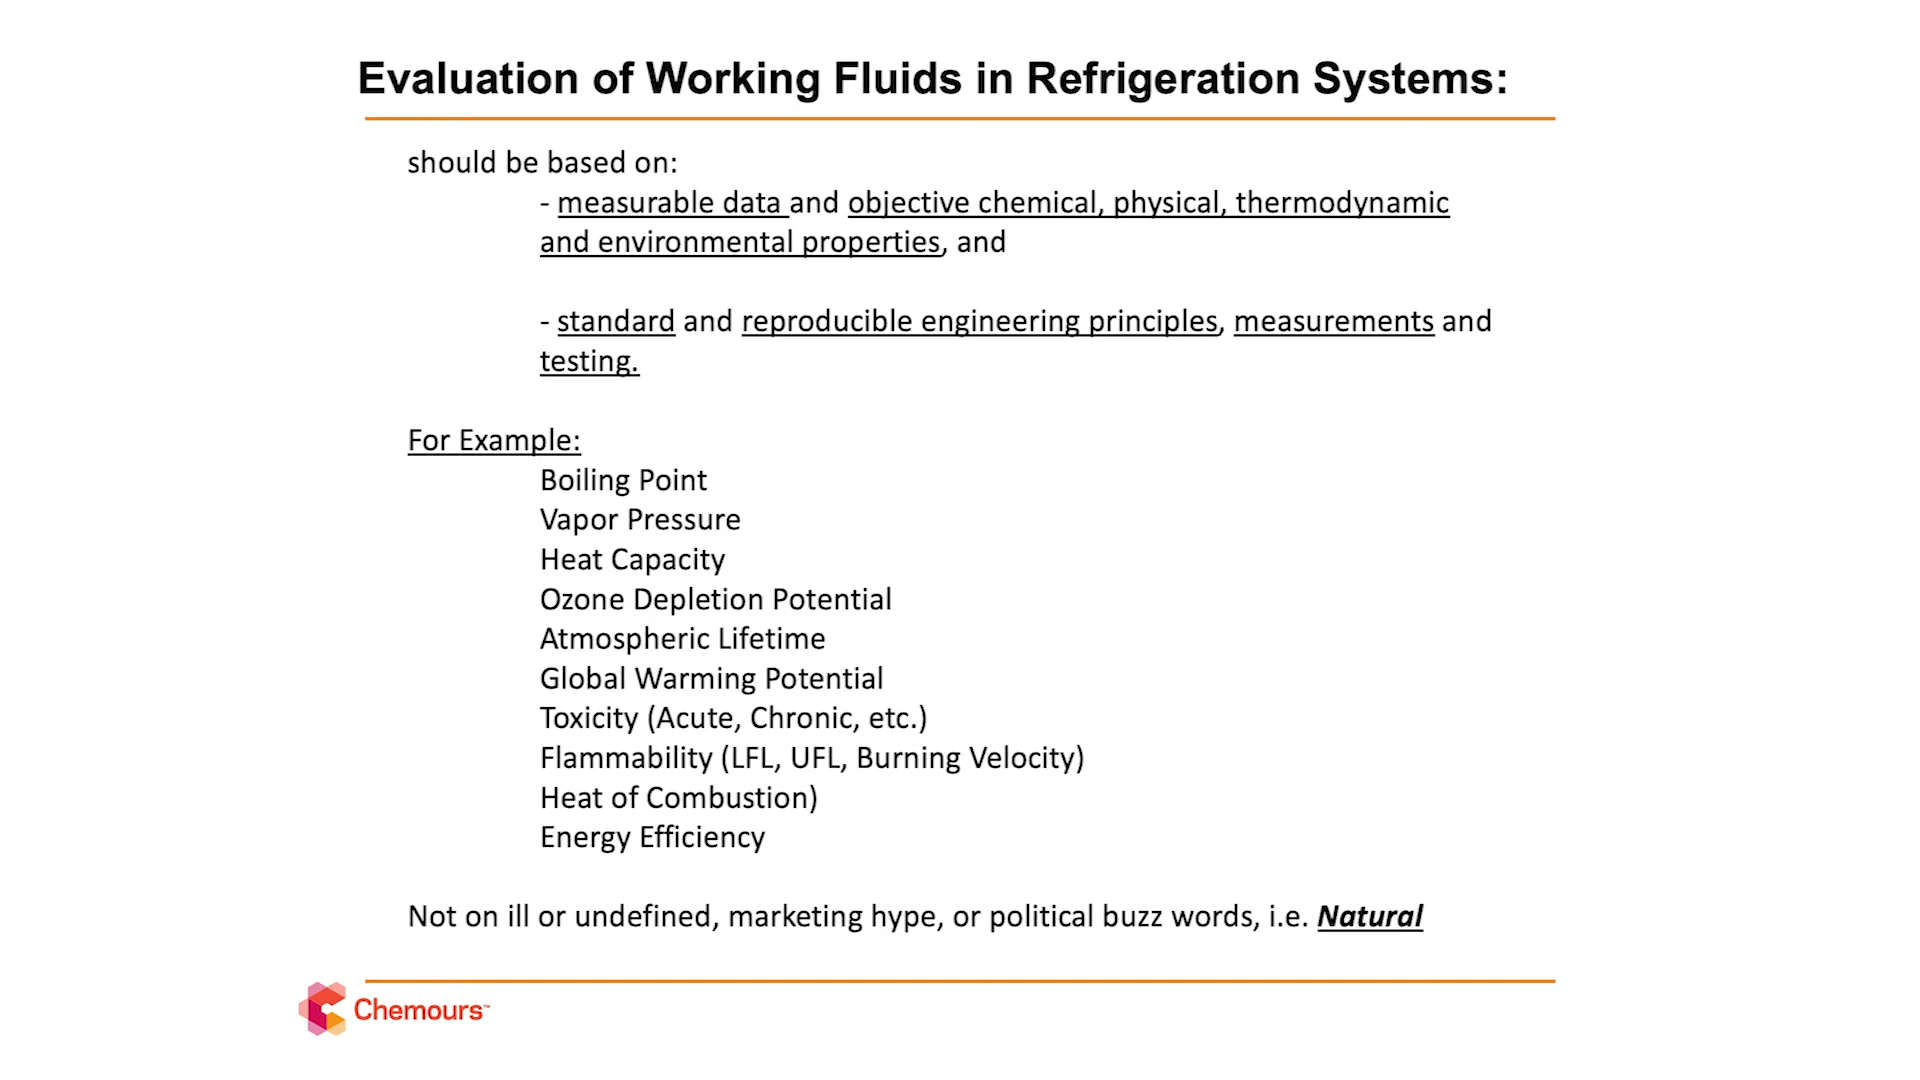 Evaluation of Working Fluids in Refrigeration Systems:
should be based on:
- measurable data and objective chemical, physical, thermodynamic
and environmental properties, and
- standard and reproducible engineering principles, measurements and
testing.
For Example:
Boiling Point
Vapor Pressure
Heat Capacity
Ozone Depletion Potential
Atmospheric Lifetime
Global Warming Potential
Toxicity (Acute, Chronic, etc.)
Flammability (LFL, UFL, Burning Velocity)
Heat of Combustion)
Energy Efficiency
Not on ill or undefined, marketing hype, or political buzz words, i.e. Natural
Chemours™